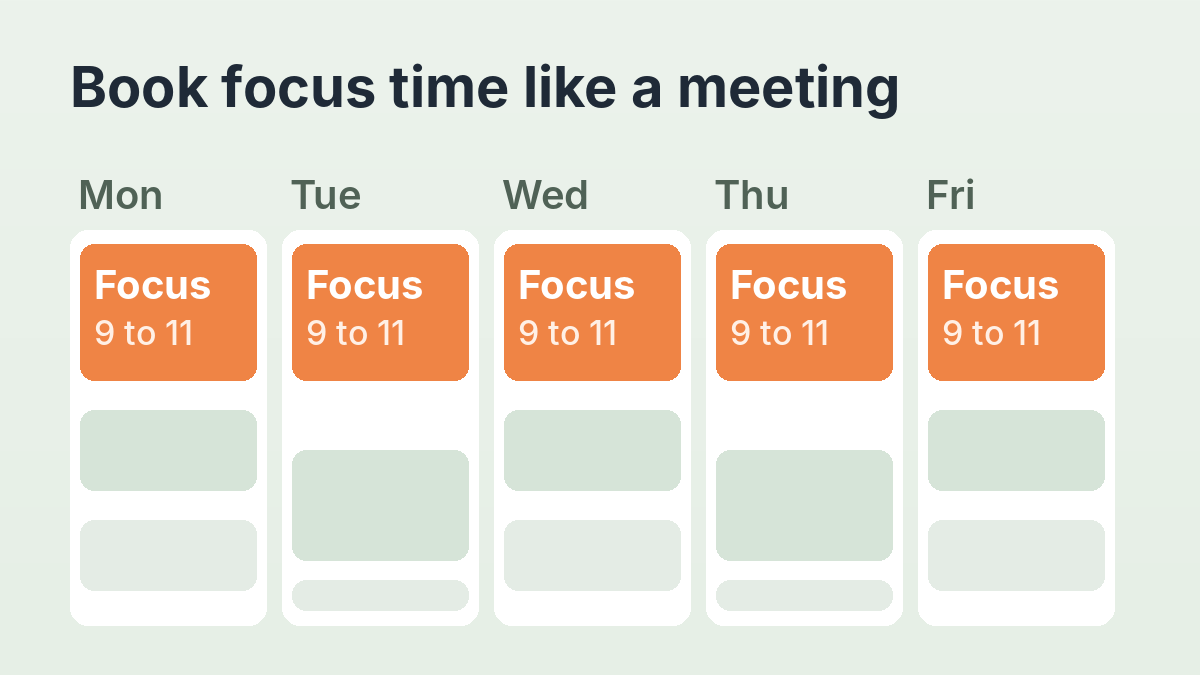 Book focus time like a meeting
Mon Tue Wed Thu Fri
Focus Focus Focus Focus Focus
9 to 11 9 to 11 9 to 11 9 to 11 9 to 11